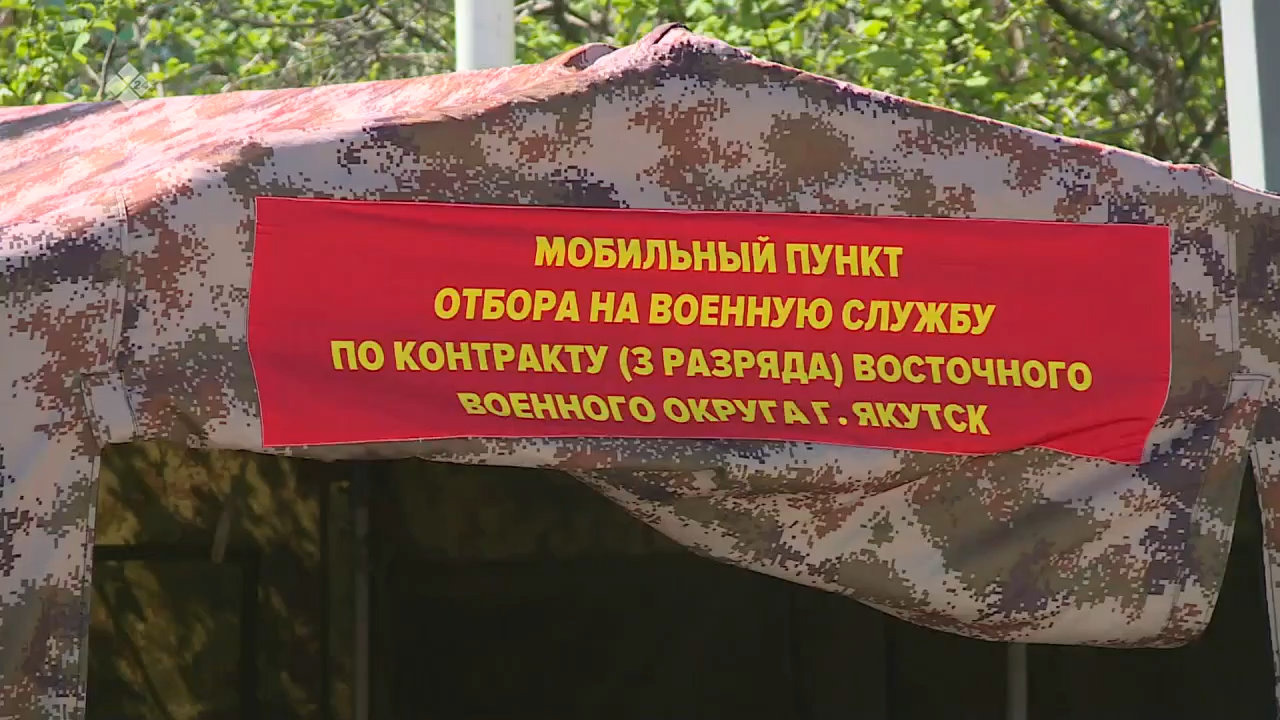 МОБИЛЬНЫЙ ПУНКТ
ОТБОРА НА ВОЕННУЮ СЛУЖБУ
ПО КОНТРАКТУ (3 РАЗРЯДА) ВОСТОЧНОГО
ВОЕННОГО ОКРУГА Г. ЯКУТСК